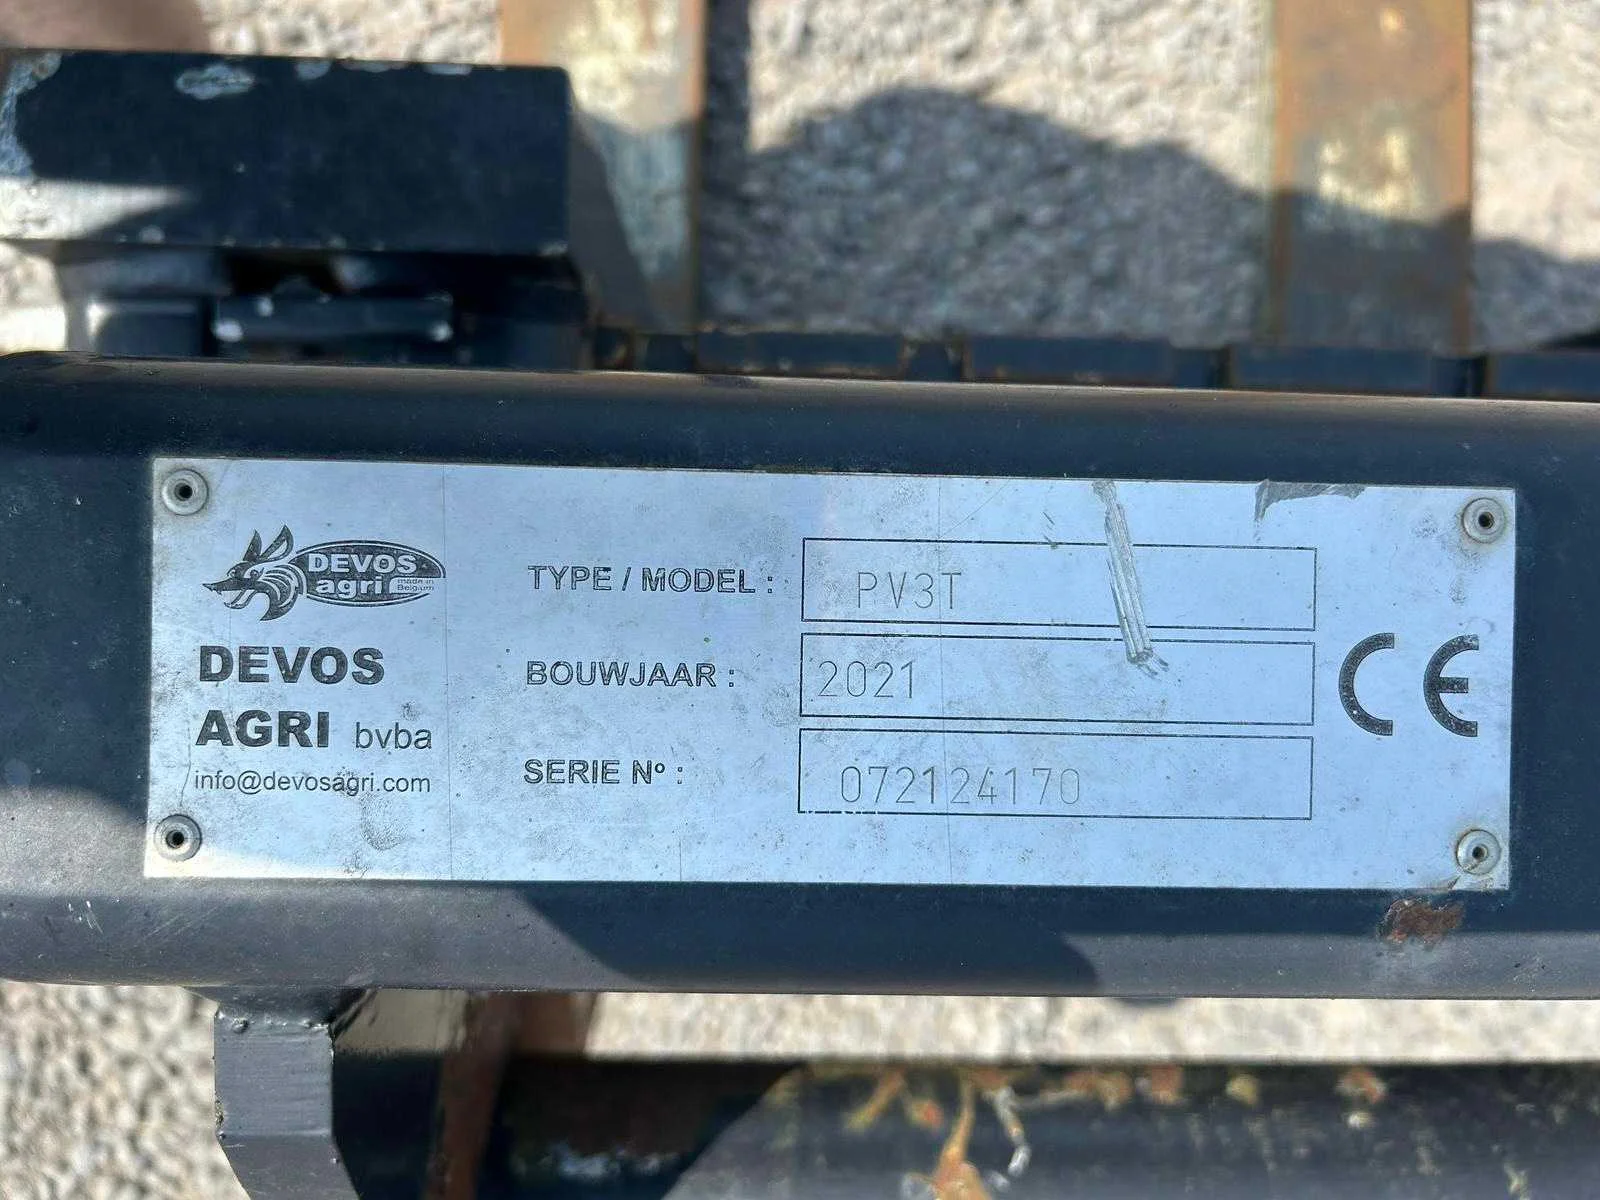 DEVOS
agri
made in
Belgium
DEVOS
AGRI bvba
info@devosagri.com
TYPE / MODEL : PV3T
BOUWJAAR : 2021
SERIE Nº : 072124170
CE